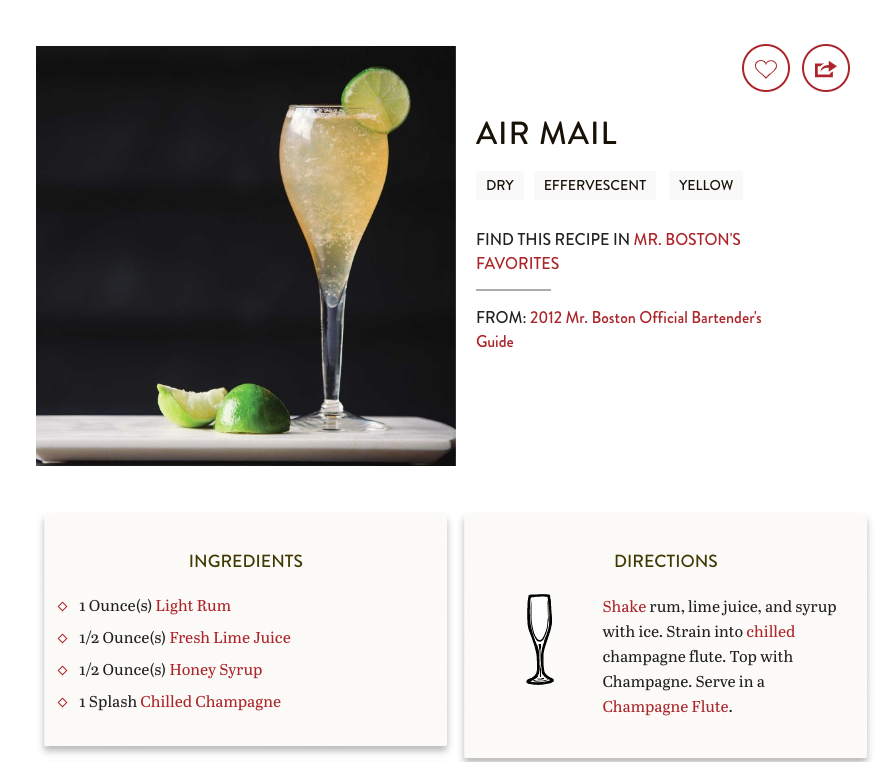 AIR MAIL
DRY
EFFERVESCENT
YELLOW
FIND THIS RECIPE IN MR. BOSTON'S
FAVORITES
FROM: 2012 Mr. Boston Official Bartender's
Guide
INGREDIENTS
1 Ounce(s) Light Rum
1/2 Ounce(s) Fresh Lime Juice
1/2 Ounce(s) Honey Syrup
1 Splash Chilled Champagne
DIRECTIONS
Shake rum, lime juice, and syrup
with ice. Strain into chilled
champagne flute. Top with
Champagne. Serve in a
Champagne Flute.